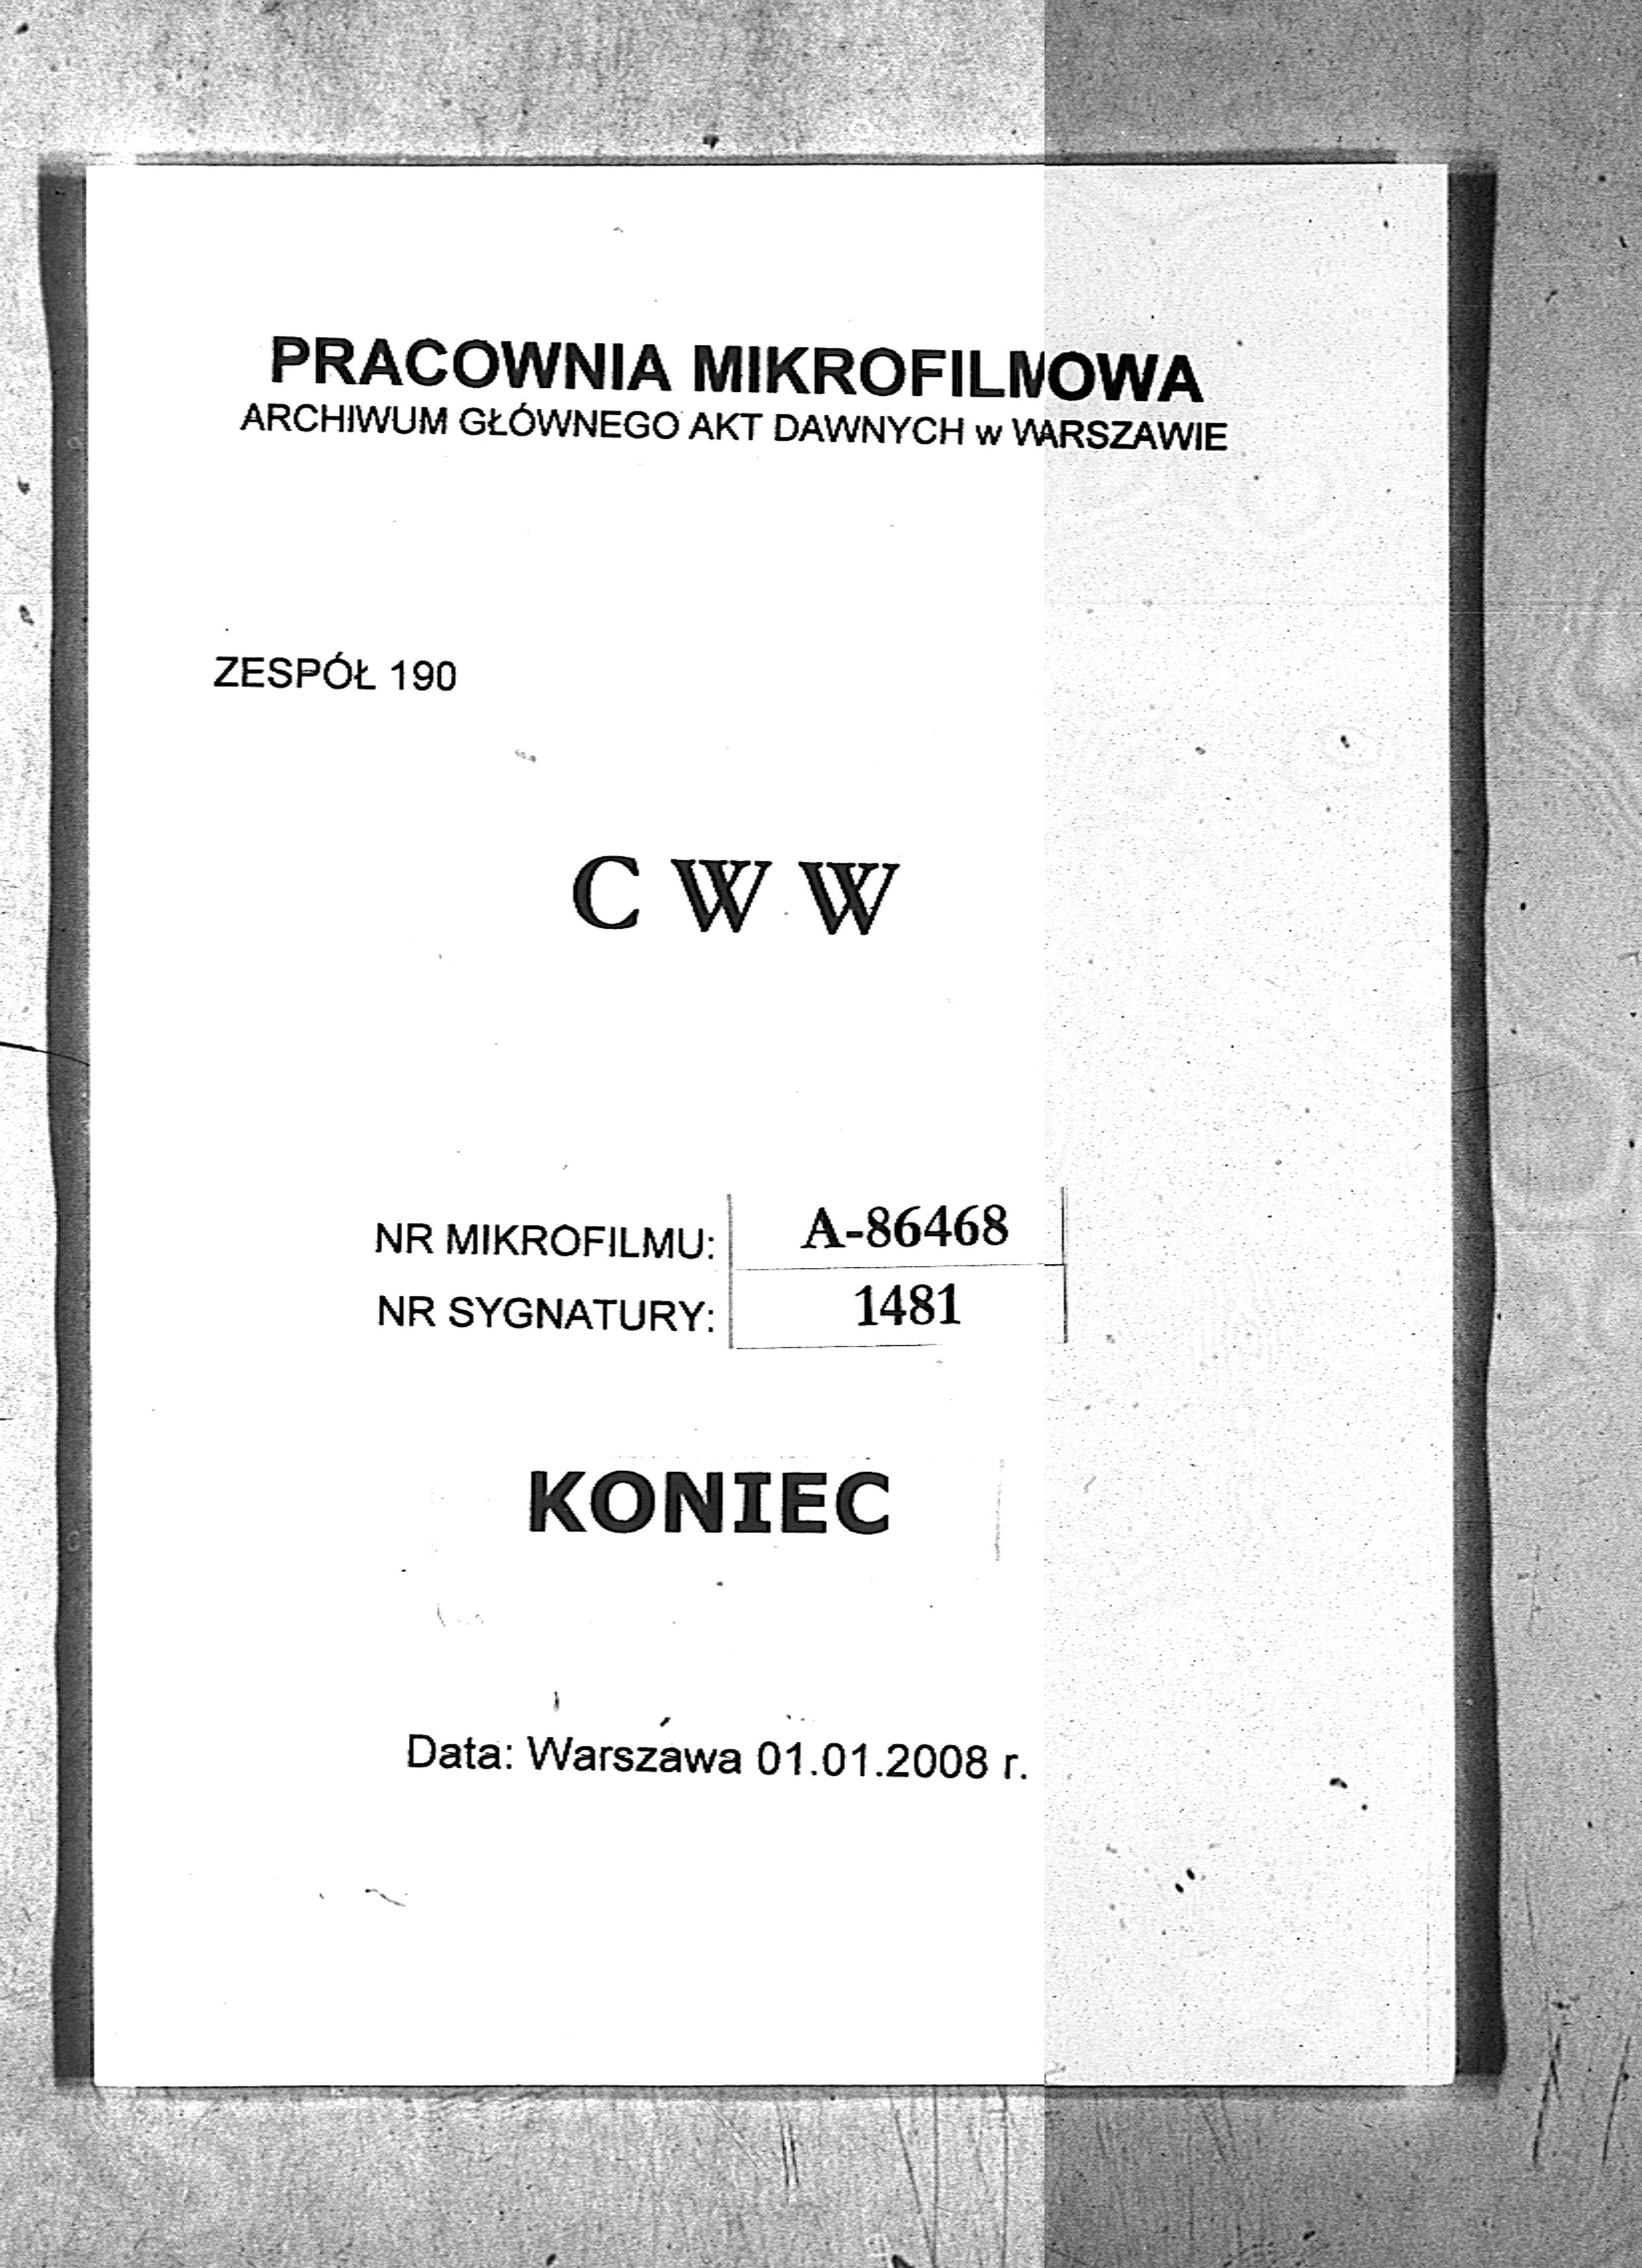 PRACOWNIA MIKROFILMOWA
ARCHIWUM GŁÓWNEGO AKT DAWNYCH w WARSZAWIE
ZESPÓŁ 190
C W W
NR MIKROFILMU: A-86468
NR SYGNATURY: 1481
KONIEC
Data: Warszawa 01.01.2008 r.